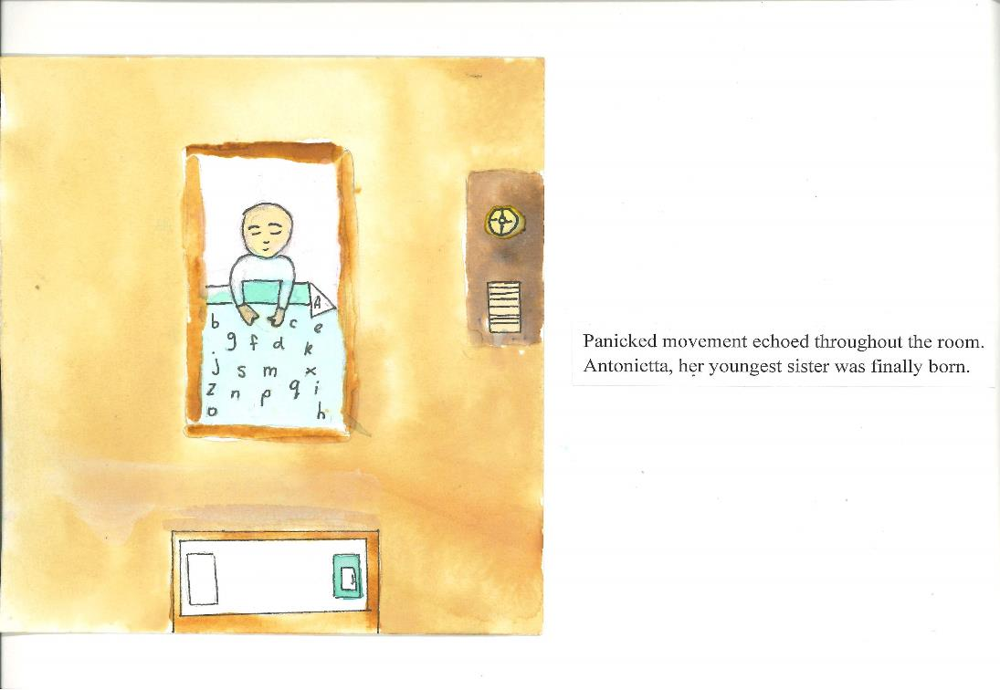 A
b c e
g f d k
j s m x
z n p q i
o h
Panicked movement echoed throughout the room.
Antonietta, her youngest sister was finally born.